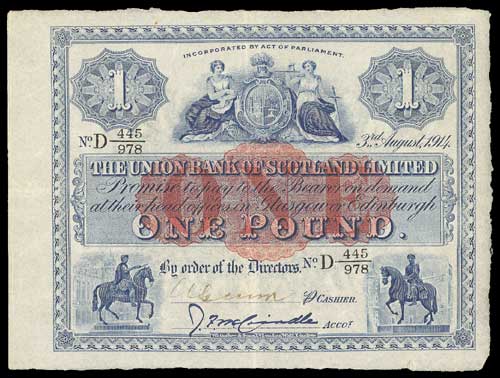 INCORPORATED BY ACT OF PARLIAMENT.
1 1
No D 445/978 3rd August, 1914.
THE UNION BANK OF SCOTLAND LIMITED
Promise to pay to the Bearer on demand
at their head offices in Glasgow or Edinburgh
ONE
ONE POUND.
By order of the Directors. No D 445/978
P CASHIER.
ACCOT